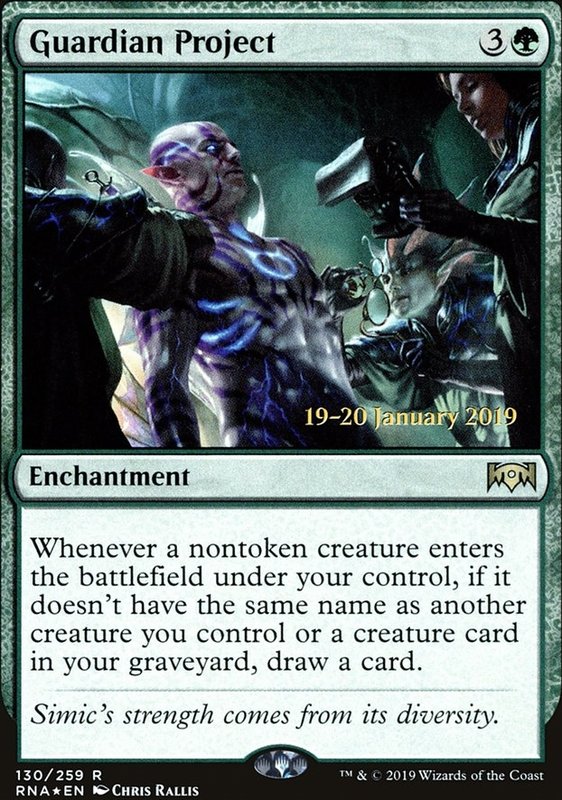 Guardian Project 3
19–20 January 2019
Enchantment
Whenever a nontoken creature enters
the battlefield under your control, if it
doesn't have the same name as another
creature you control or a creature card
in your graveyard, draw a card.
Simic's strength comes from its diversity.
130/259 R
RNA★EN Chris Rallis
™ & © 2019 Wizards of the Coast